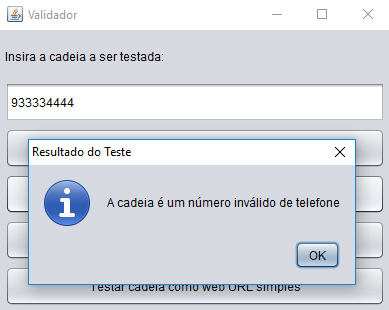 Validador
Insira a cadeia a ser testada:
933334444
Resultado do Teste
A cadeia é um número inválido de telefone
OK
Testar cadeia como web URL simples